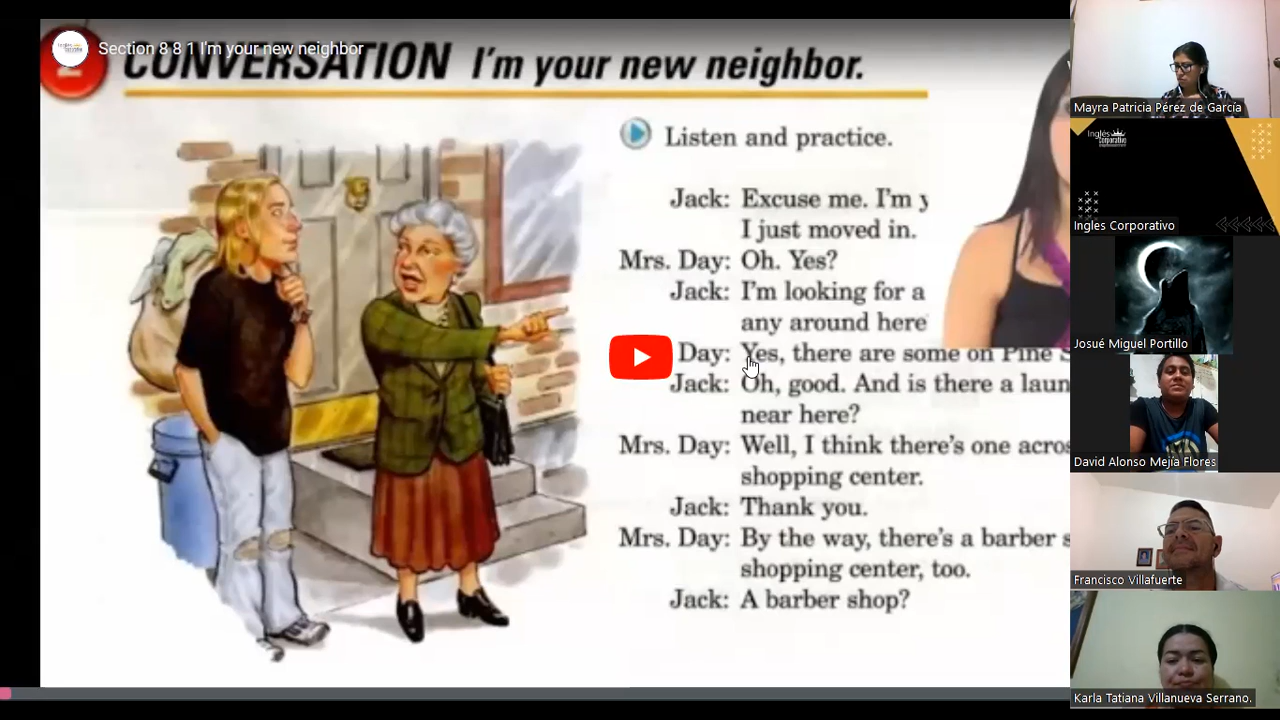 Section 8 8 1 I'm your new neighbor
CONVERSATION I'm your new neighbor.
Listen and practice.
Jack: Excuse me. I'm
I just moved in.
Mrs. Day: Oh. Yes?
Jack: I'm looking for a
any around here
Day: Yes, there are some on Pine
Jack: Oh, good. And is there a
near here?
Mrs. Day: Well, I think there's one
shopping center.
Jack: Thank you.
Mrs. Day: By the way, there's a barber
shopping center, too.
Jack: A barber shop?
Mayra Patricia Pérez de García
Inglés
Corporativo
Ingles Corporativo
Josué Miguel Portillo
David Alonso Mejía Flores
Francisco Villafuerte
Karla Tatiana Villanueva Serrano.